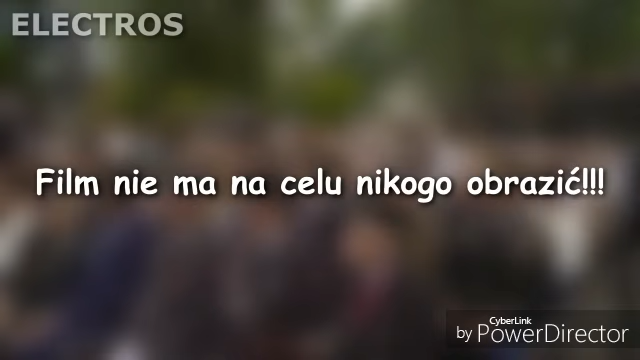 ELECTROS
Film nie ma na celu nikogo obrazić!!!
CyberLink
by PowerDirector